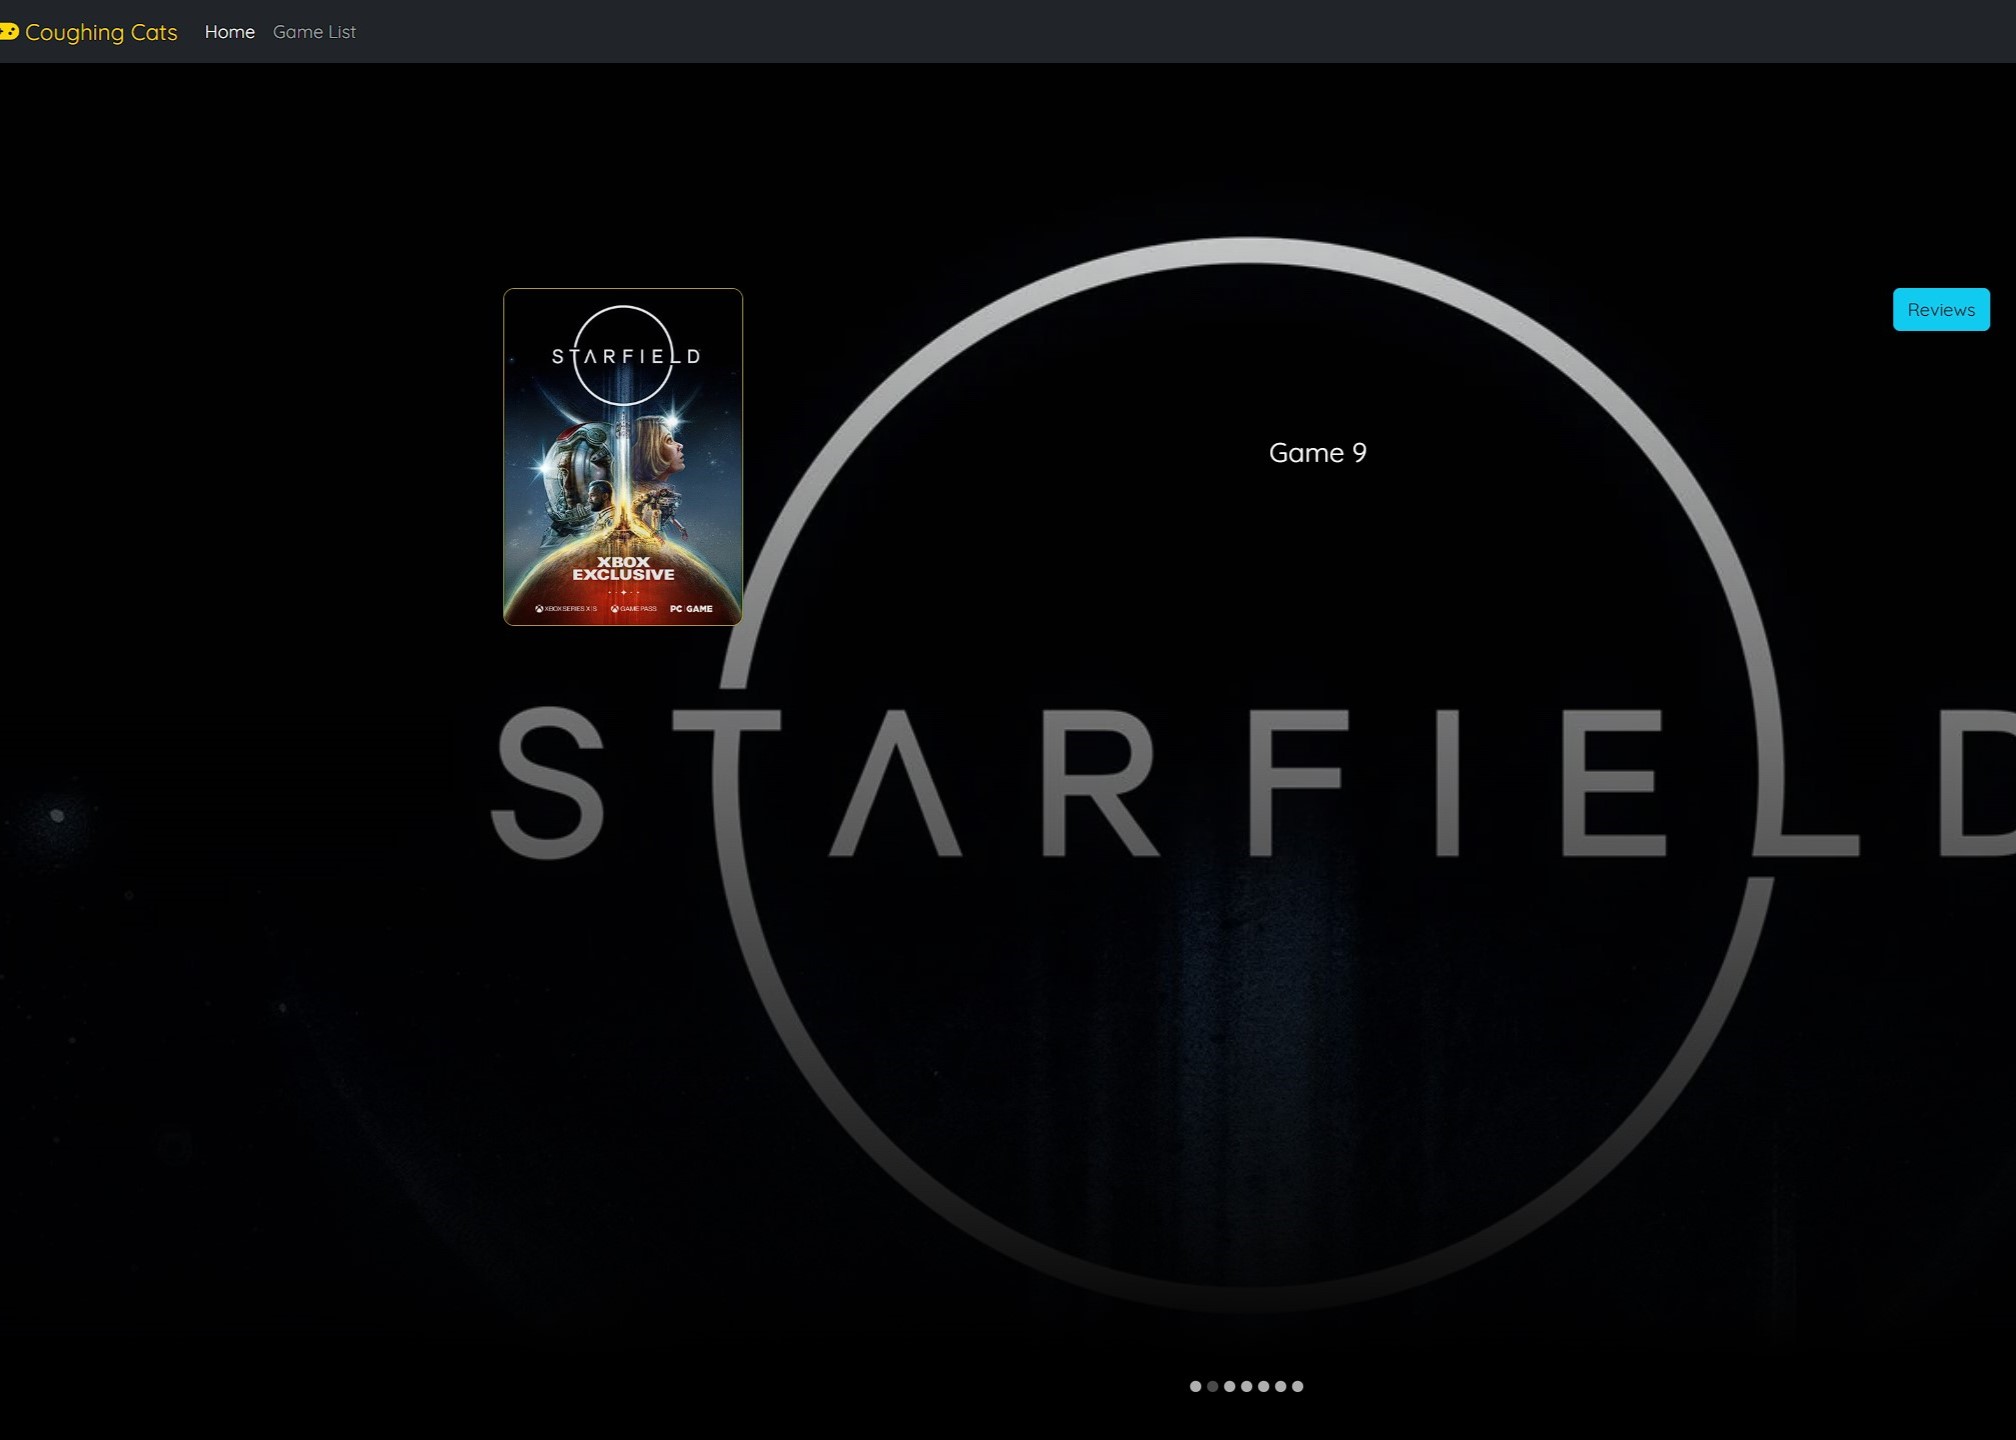 Coughing Cats Home Game List
STARFIELD
XBOX
EXCLUSIVE
XBOX SERIES X|S GAME PASS PC GAME
Reviews
Game 9
STARFIELD